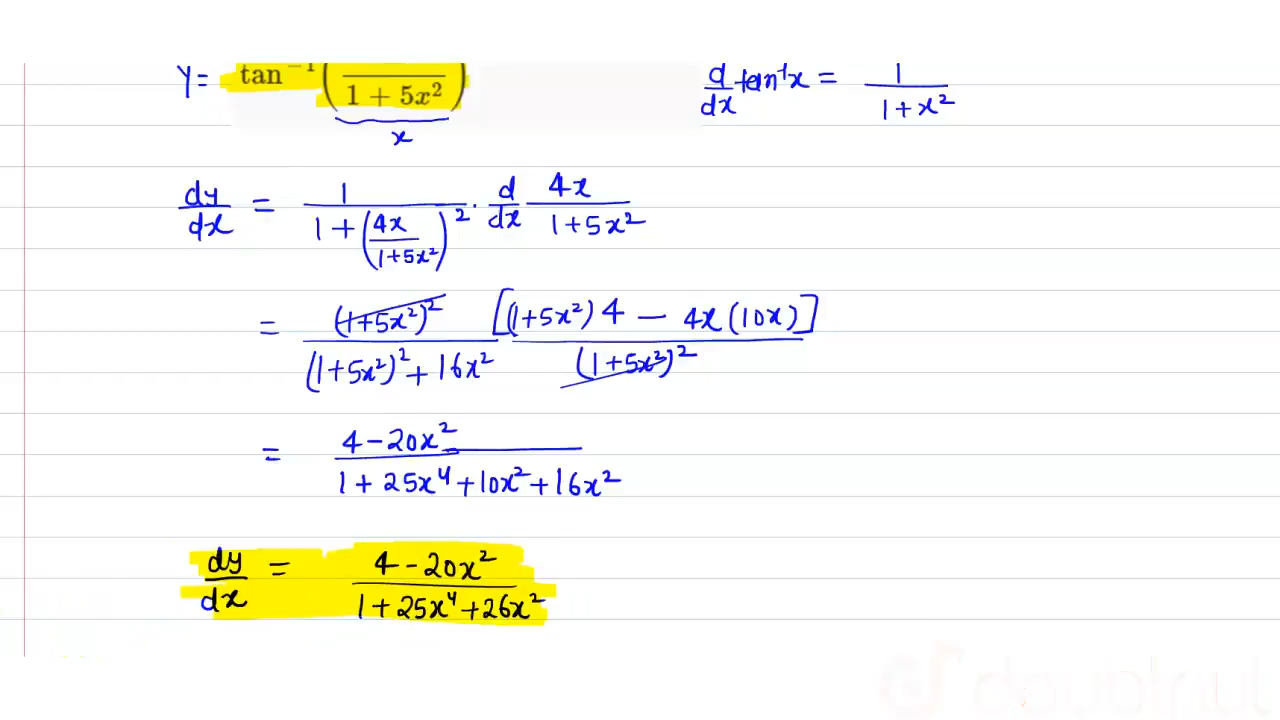 Y= tan⁻¹(/(1 + 5x²)) d/dx tan⁻¹x = 1/(1+x²)
x
dy/dx = 1/(1+(4x/(1+5x²))²) · d/dx 4x/(1+5x²)
= (1+5x²)²/((1+5x²)²+16x²) [(1+5x²)4 − 4x(10x)]/(1+5x²)²
= (4−20x²)/(1+25x⁴+10x²+16x²)
dy/dx = (4−20x²)/(1+25x⁴+26x²)
doubtnut